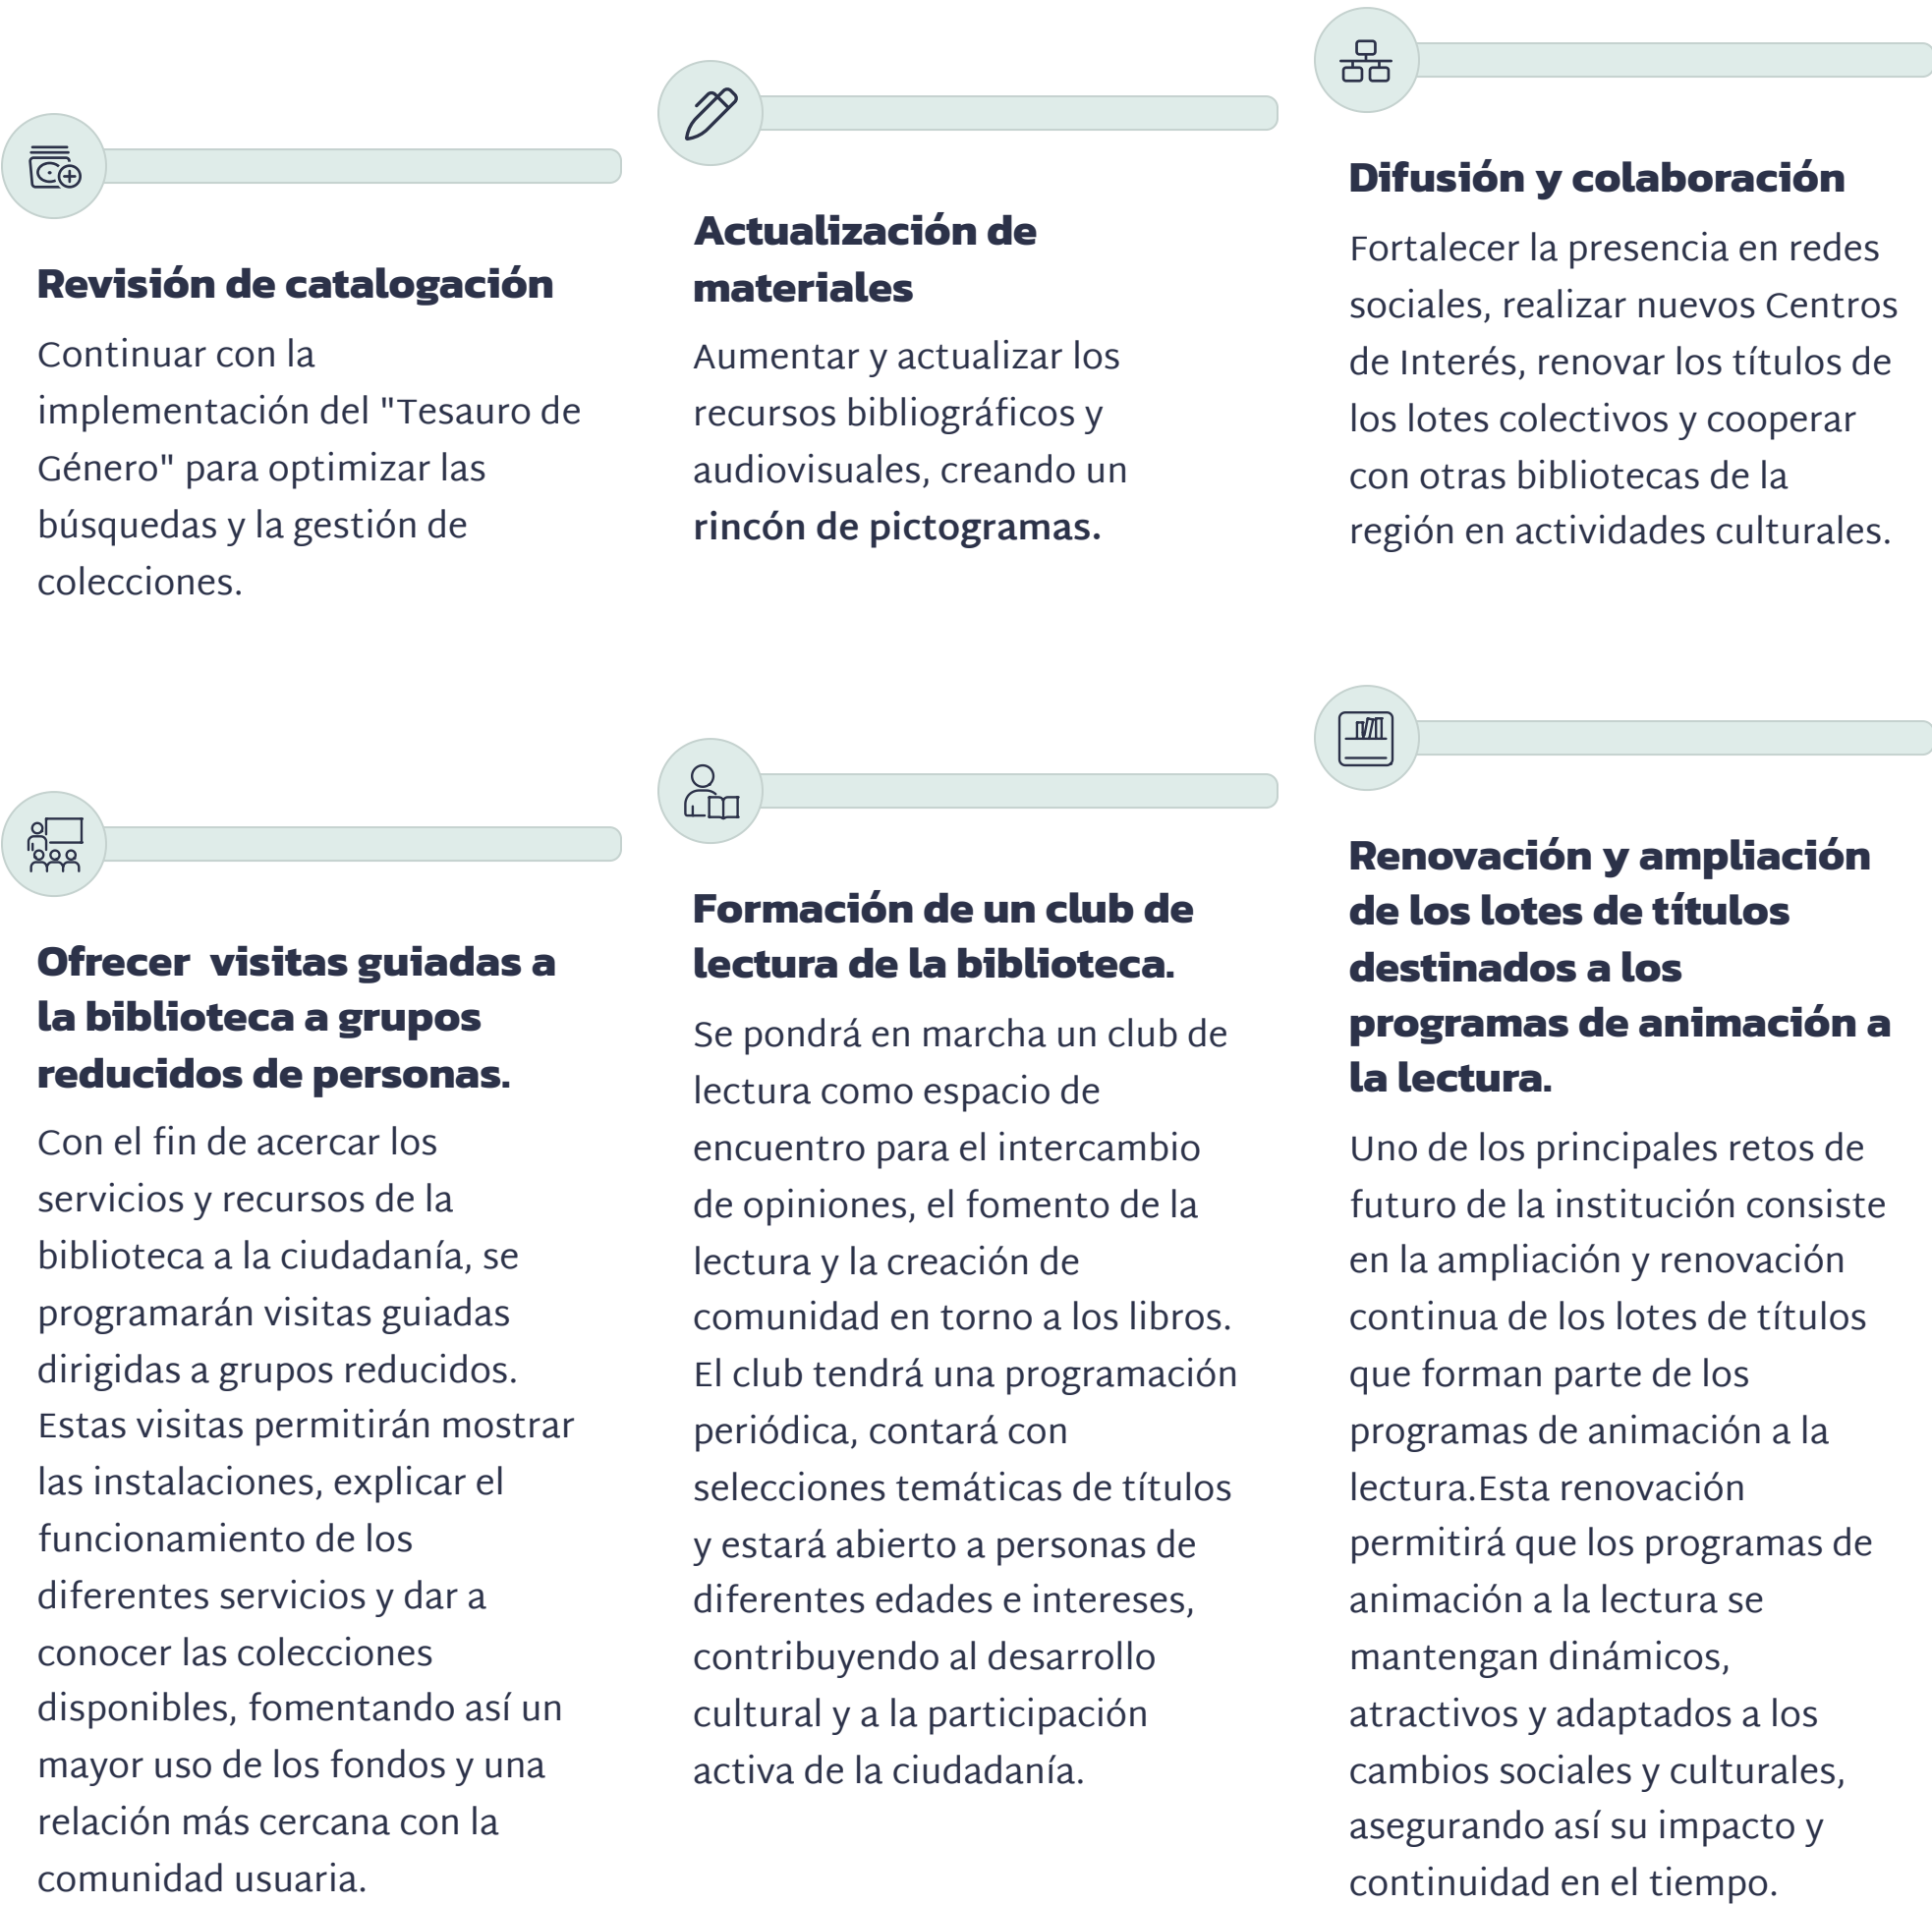 Revisión de catalogación
Continuar con la
implementación del "Tesauro de
Género" para optimizar las
búsquedas y la gestión de
colecciones.
Actualización de
materiales
Aumentar y actualizar los
recursos bibliográficos y
audiovisuales, creando un
rincón de pictogramas.
Difusión y colaboración
Fortalecer la presencia en redes
sociales, realizar nuevos Centros
de Interés, renovar los títulos de
los lotes colectivos y cooperar
con otras bibliotecas de la
región en actividades culturales.
Ofrecer  visitas guiadas a
la biblioteca a grupos
reducidos de personas.
Con el fin de acercar los
servicios y recursos de la
biblioteca a la ciudadanía, se
programarán visitas guiadas
dirigidas a grupos reducidos.
Estas visitas permitirán mostrar
las instalaciones, explicar el
funcionamiento de los
diferentes servicios y dar a
conocer las colecciones
disponibles, fomentando así un
mayor uso de los fondos y una
relación más cercana con la
comunidad usuaria.
Formación de un club de
lectura de la biblioteca.
Se pondrá en marcha un club de
lectura como espacio de
encuentro para el intercambio
de opiniones, el fomento de la
lectura y la creación de
comunidad en torno a los libros.
El club tendrá una programación
periódica, contará con
selecciones temáticas de títulos
y estará abierto a personas de
diferentes edades e intereses,
contribuyendo al desarrollo
cultural y a la participación
activa de la ciudadanía.
Renovación y ampliación
de los lotes de títulos
destinados a los
programas de animación a
la lectura.
Uno de los principales retos de
futuro de la institución consiste
en la ampliación y renovación
continua de los lotes de títulos
que forman parte de los
programas de animación a la
lectura.Esta renovación
permitirá que los programas de
animación a la lectura se
mantengan dinámicos,
atractivos y adaptados a los
cambios sociales y culturales,
asegurando así su impacto y
continuidad en el tiempo.